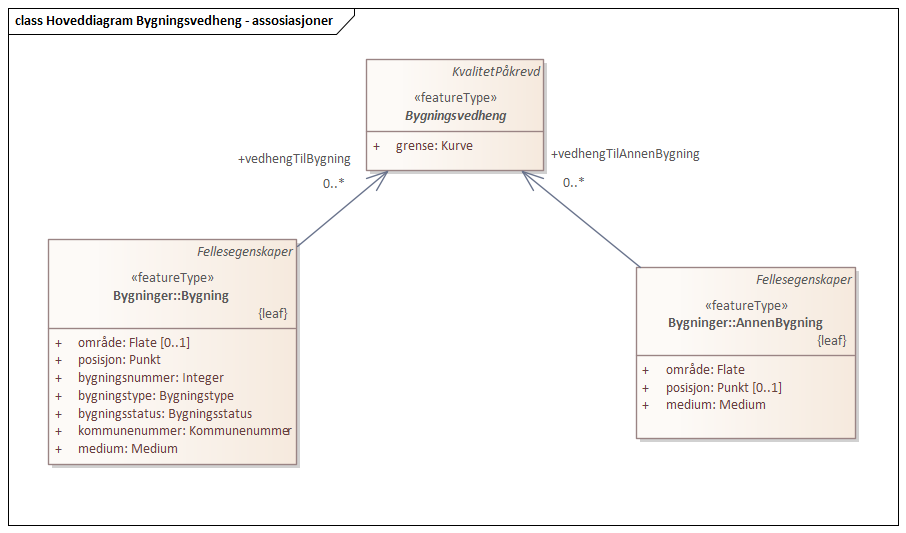 class Hoveddiagram Bygningsvedheng - assosiasjoner
KvalitetPåkrevd
«featureType»
Bygningsvedheng
+ grense: Kurve
+vedhengTilBygning
0..*
+vedhengTilAnnenBygning
0..*
Fellesegenskaper
«featureType»
Bygninger::Bygning
{leaf}
+ område: Flate [0..1]
+ posisjon: Punkt
+ bygningsnummer: Integer
+ bygningstype: Bygningstype
+ bygningsstatus: Bygningsstatus
+ kommunenummer: Kommunenummer
+ medium: Medium
Fellesegenskaper
«featureType»
Bygninger::AnnenBygning
{leaf}
+ område: Flate
+ posisjon: Punkt [0..1]
+ medium: Medium